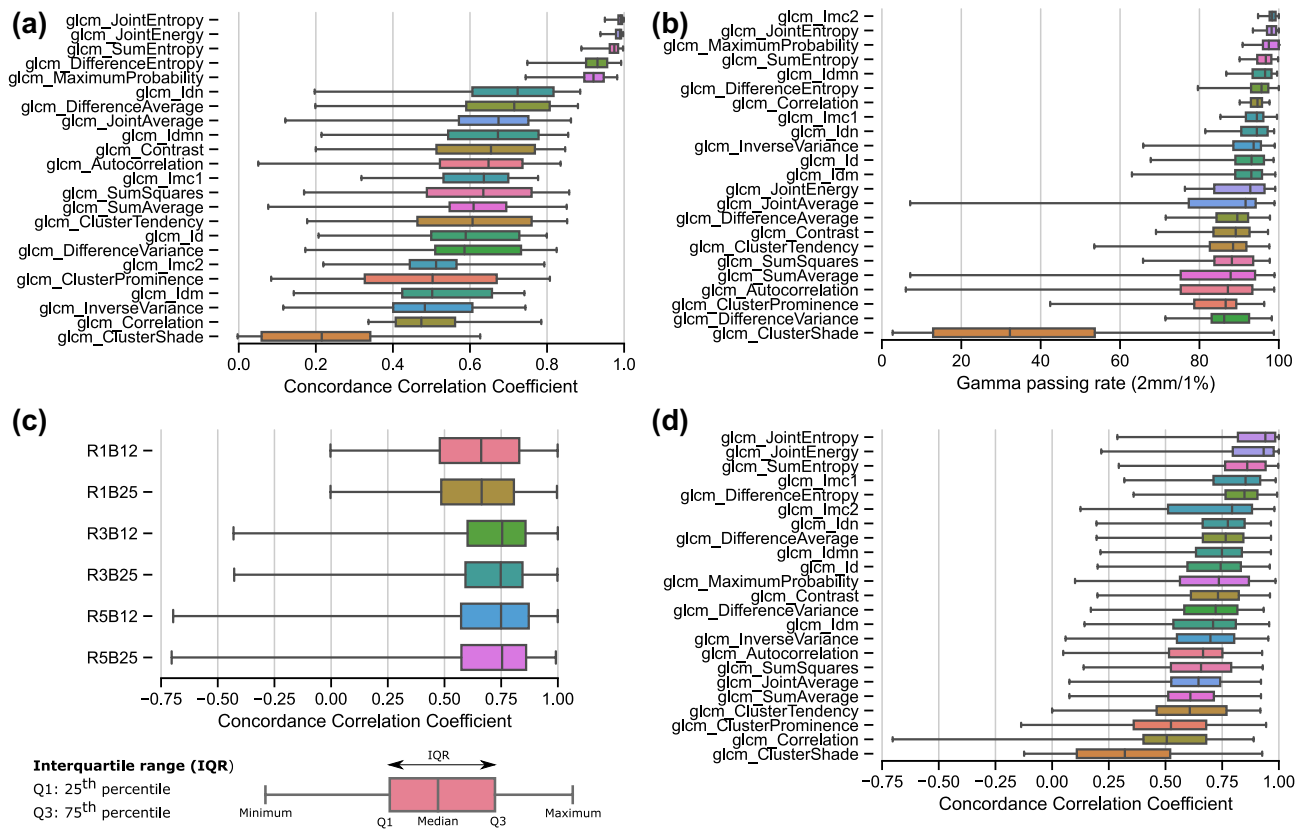 (a)
glcm_JointEntropy
glcm_JointEnergy
glcm_SumEntropy
glcm_DifferenceEntropy
glcm_MaximumProbability
glcm_Idn
glcm_DifferenceAverage
glcm_JointAverage
glcm_Idmn
glcm_Contrast
glcm_Autocorrelation
glcm_Imc1
glcm_SumSquares
glcm_SumAverage
glcm_ClusterTendency
glcm_Id
glcm_DifferenceVariance
glcm_Imc2
glcm_ClusterProminence
glcm_Idm
glcm_InverseVariance
glcm_Correlation
glcm_ClusterShade
0.0 0.2 0.4 0.6 0.8 1.0
Concordance Correlation Coefficient
(b)
glcm_Imc2
glcm_JointEntropy
glcm_MaximumProbability
glcm_SumEntropy
glcm_Idmn
glcm_DifferenceEntropy
glcm_Correlation
glcm_Imc1
glcm_Idn
glcm_InverseVariance
glcm_Id
glcm_Idm
glcm_JointEnergy
glcm_JointAverage
glcm_DifferenceAverage
glcm_Contrast
glcm_ClusterTendency
glcm_SumSquares
glcm_SumAverage
glcm_Autocorrelation
glcm_ClusterProminence
glcm_DifferenceVariance
glcm_ClusterShade
0 20 40 60 80 100
Gamma passing rate (2mm/1%)
(c)
R1B12
R1B25
R3B12
R3B25
R5B12
R5B25
−0.75 −0.50 −0.25 0.00 0.25 0.50 0.75 1.00
Concordance Correlation Coefficient
Interquartile range (IQR)
Q1: 25th percentile
Q3: 75th percentile
IQR
Minimum
Q1
Median
Q3
Maximum
(d)
glcm_JointEntropy
glcm_JointEnergy
glcm_SumEntropy
glcm_Imc1
glcm_DifferenceEntropy
glcm_Imc2
glcm_Idn
glcm_DifferenceAverage
glcm_Idmn
glcm_Id
glcm_MaximumProbability
glcm_Contrast
glcm_DifferenceVariance
glcm_Idm
glcm_InverseVariance
glcm_Autocorrelation
glcm_SumSquares
glcm_JointAverage
glcm_SumAverage
glcm_ClusterTendency
glcm_ClusterProminence
glcm_Correlation
glcm_ClusterShade
−0.75 −0.50 −0.25 0.00 0.25 0.50 0.75 1.00
Concordance Correlation Coefficient